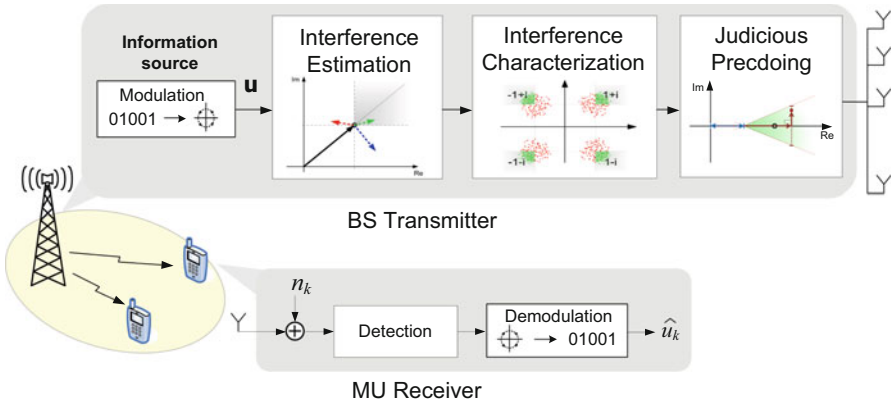 Information
source
Modulation
01001
u
Interference
Estimation
Im
Re
Interference
Characterization
-1+i
1+i
-1-i
1-i
Judicious
Precdoing
Im
Re
BS Transmitter
n_k
Detection
Demodulation
01001
û_k
MU Receiver